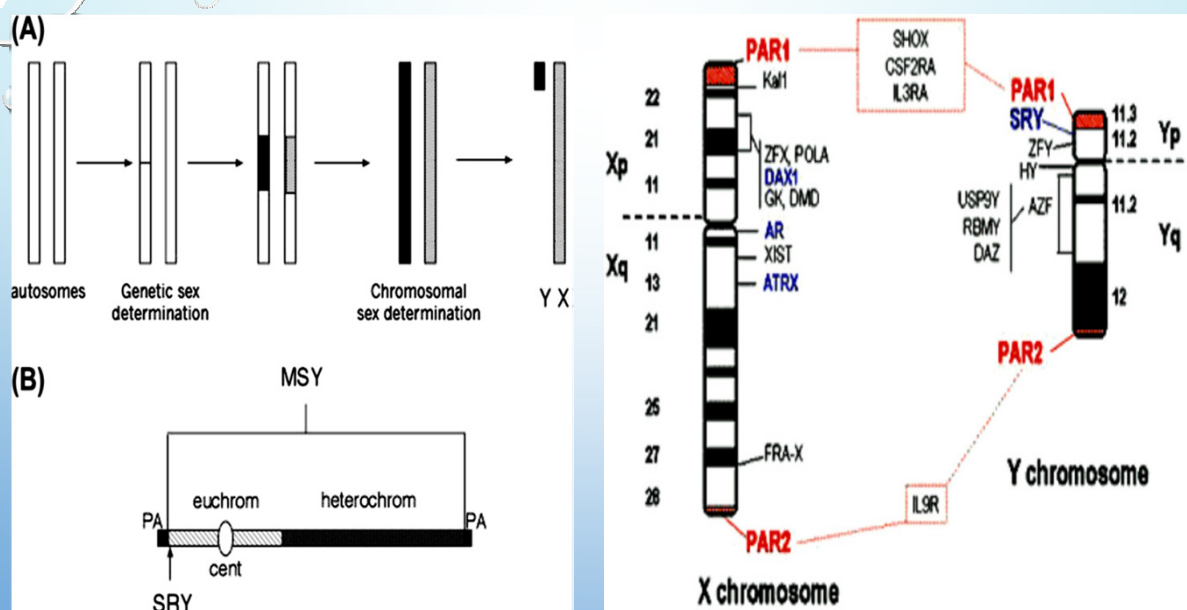 (A)
autosomes
Genetic sex
determination
Chromosomal
sex determination
Y X
(B)
MSY
euchrom
heterochrom
PA
PA
cent
SRY
PAR1
Kal1
22
21
Xp
11
ZFX, POLA
DAX1
GK, DMD
AR
11
XIST
Xq
13
ATRX
21
25
27
FRA-X
28
PAR2
X chromosome
SHOX
CSF2RA
IL3RA
PAR1
SRY
11.3
11.2
Yp
ZFY
HY
USP9Y
AZF
11.2
RBMY
Yq
DAZ
12
PAR2
Y chromosome
IL9R